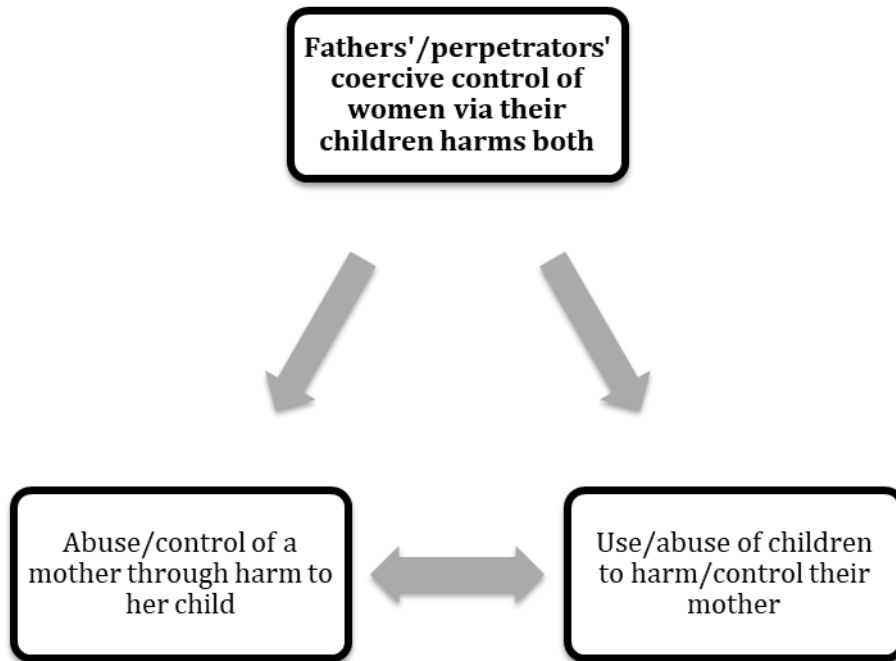 Fathers'/perpetrators'
coercive control of
women via their
children harms both
Abuse/control of a
mother through harm to
her child
Use/abuse of children
to harm/control their
mother